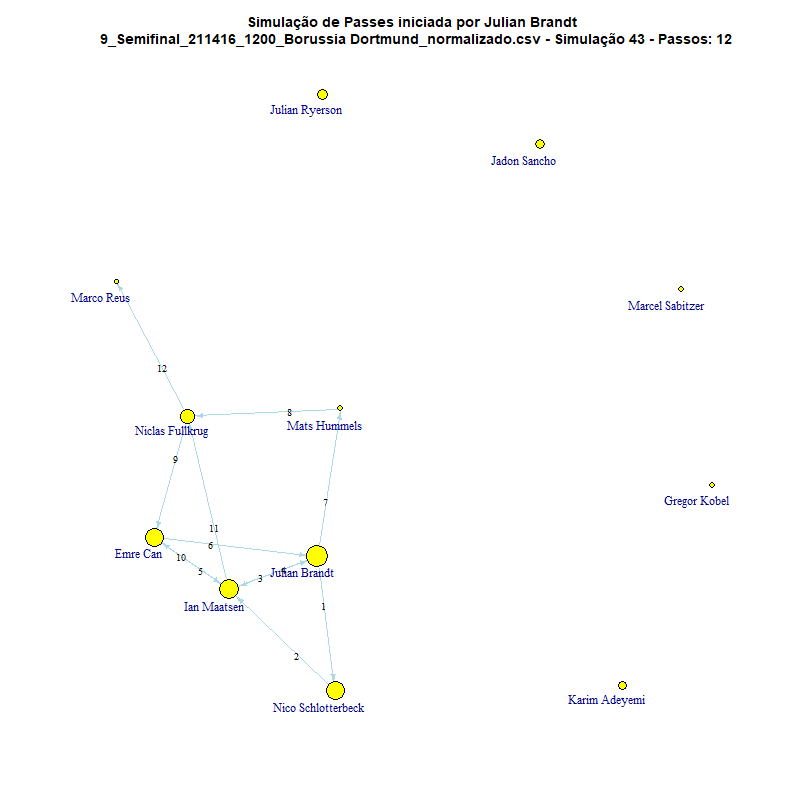 Simulação de Passes iniciada por Julian Brandt
9_Semifinal_211416_1200_Borussia Dortmund_normalizado.csv - Simulação 43 - Passos: 12
Julian Ryerson
Jadon Sancho
Marco Reus
Marcel Sabitzer
12
8
Mats Hummels
Niclas Fullkrug
9
Gregor Kobel
7
11
6
Emre Can
10
5
3
Julian Brandt
Ian Maatsen
1
2
Karim Adeyemi
Nico Schlotterbeck